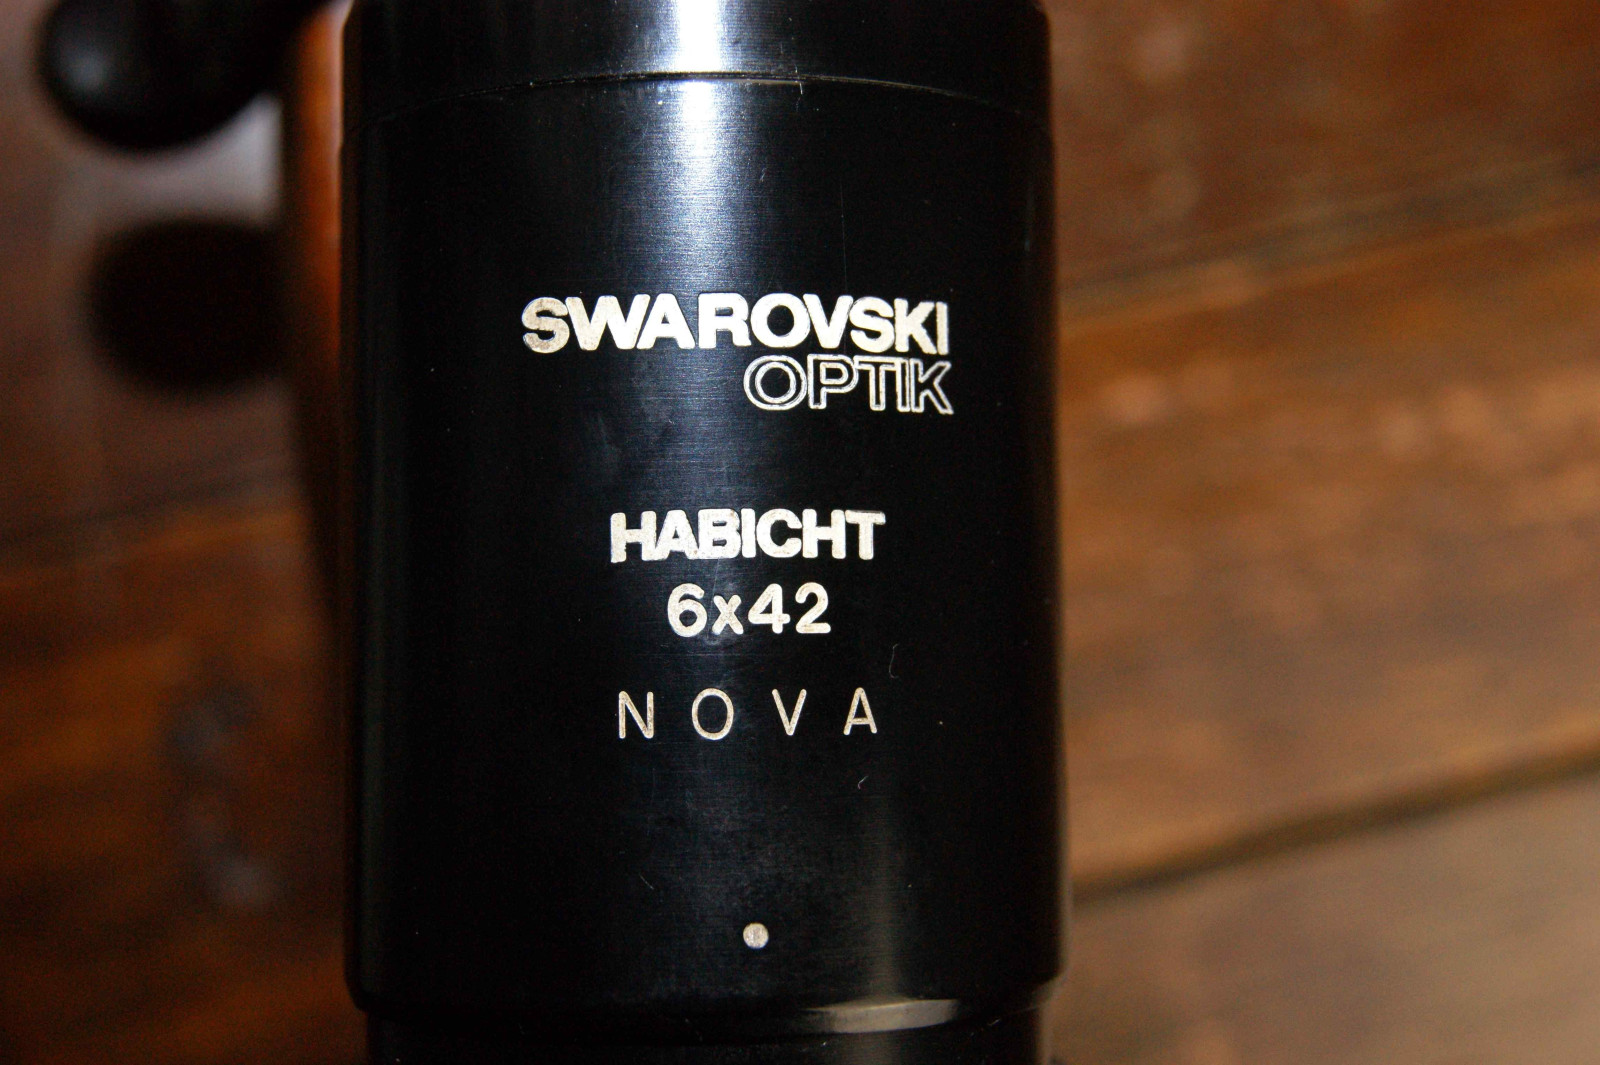 SWAROVSKI
OPTIK
HABICHT
6x42
NOVA